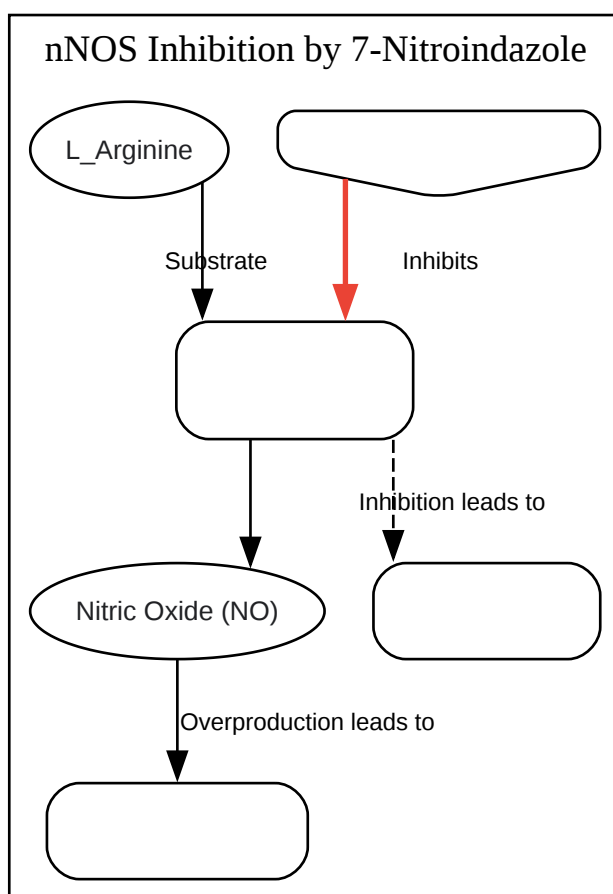 nNOS Inhibition by 7-Nitroindazole
L_Arginine
Substrate
Inhibits
Inhibition leads to
Nitric Oxide (NO)
Overproduction leads to